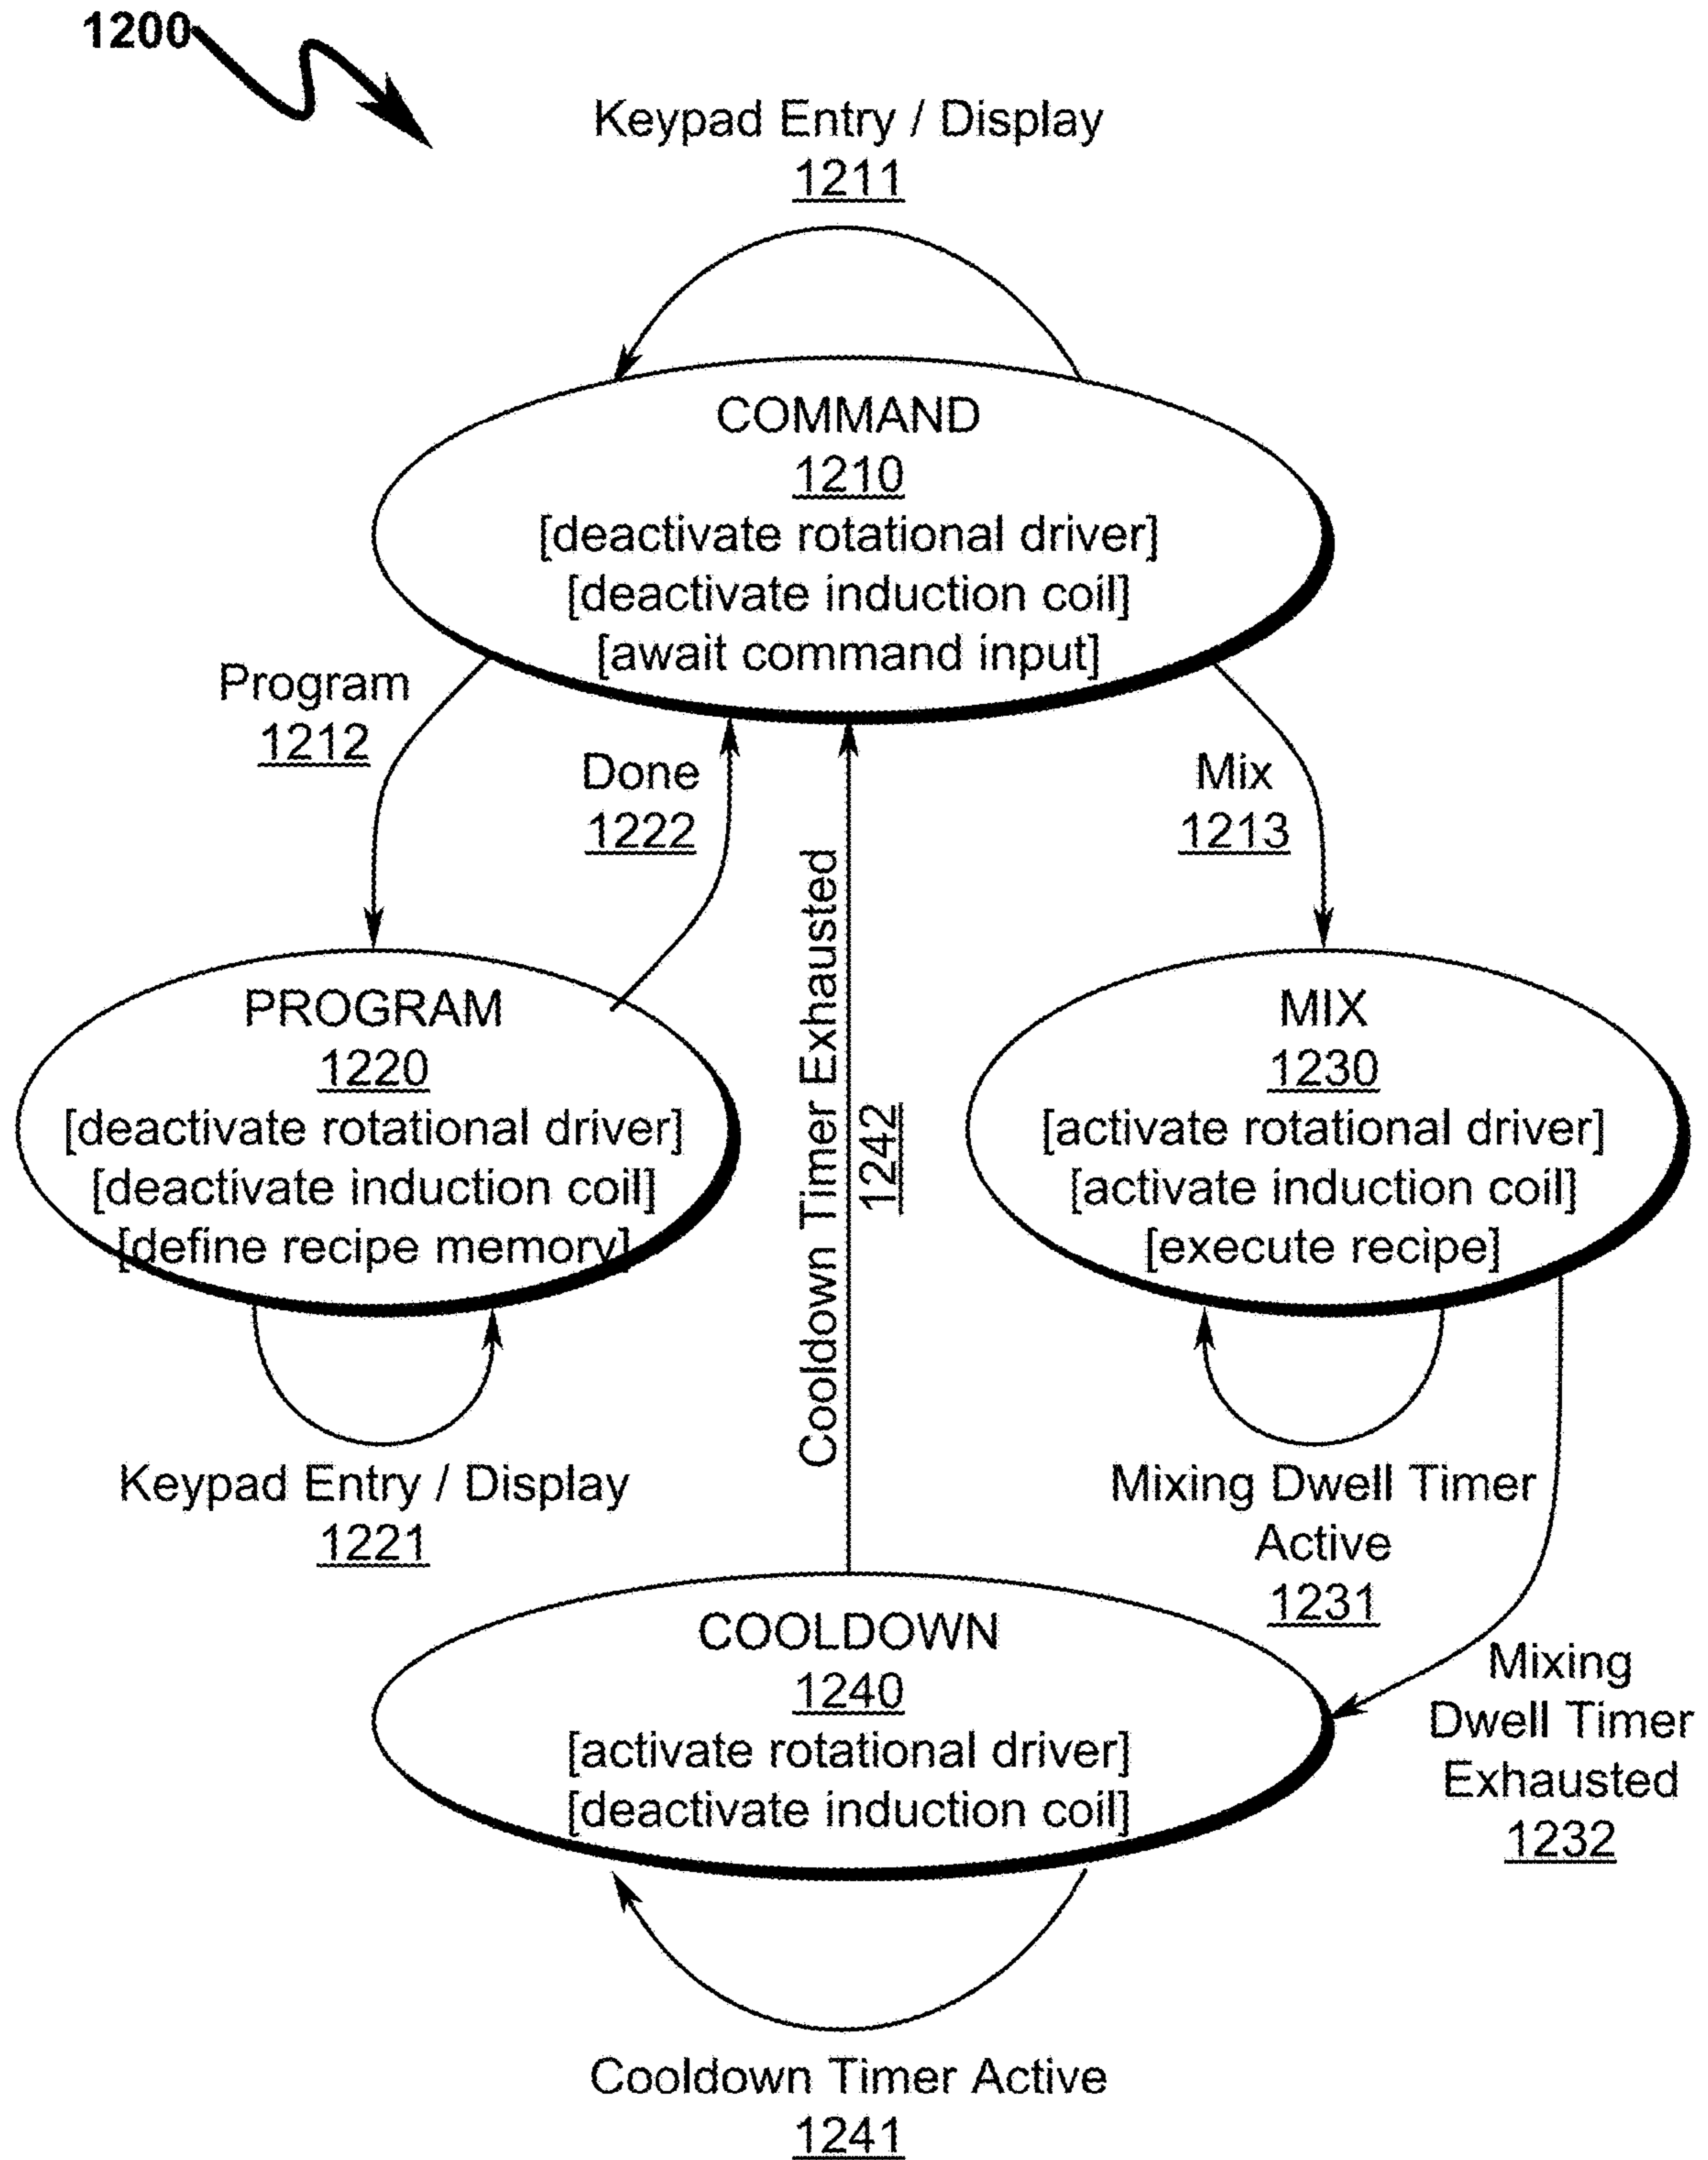 1200
Keypad Entry / Display
1211
COMMAND
1210
[deactivate rotational driver]
[deactivate induction coil]
[await command input]
Program
1212
Done
1222
Mix
1213
Cooldown Timer Exhausted
1242
PROGRAM
1220
[deactivate rotational driver]
[deactivate induction coil]
[define recipe memory]
MIX
1230
[activate rotational driver]
[activate induction coil]
[execute recipe]
Keypad Entry / Display
1221
Mixing Dwell Timer
Active
1231
Mixing
Dwell Timer
Exhausted
1232
COOLDOWN
1240
[activate rotational driver]
[deactivate induction coil]
Cooldown Timer Active
1241